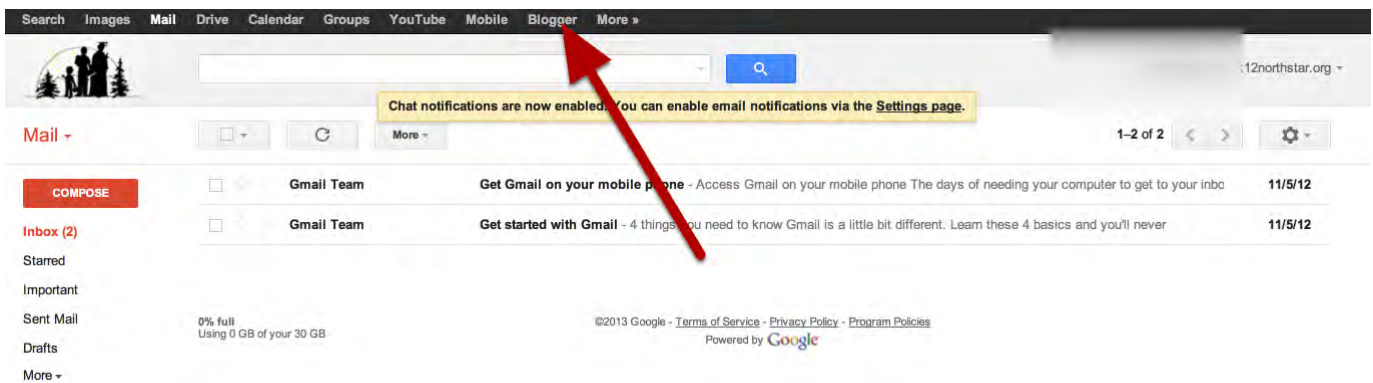 Search Images Mail Drive Calendar Groups YouTube Mobile Blogger More »
12northstar.org
Chat notifications are now enabled. You can enable email notifications via the Settings page.
Mail
More
1–2 of 2
COMPOSE
Gmail Team Get Gmail on your mobile phone - Access Gmail on your mobile phone The days of needing your computer to get to your inbo 11/5/12
Inbox (2)
Gmail Team Get started with Gmail - 4 things you need to know Gmail is a little bit different. Learn these 4 basics and you'll never 11/5/12
Starred
Important
Sent Mail
0% full
Using 0 GB of your 30 GB
©2013 Google - Terms of Service - Privacy Policy - Program Policies
Powered by Google
Drafts
More